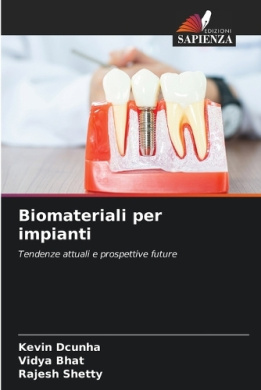 EDIZIONI
SAPIENZA
Biomateriali per
impianti
Tendenze attuali e prospettive future
Kevin Dcunha
Vidya Bhat
Rajesh Shetty